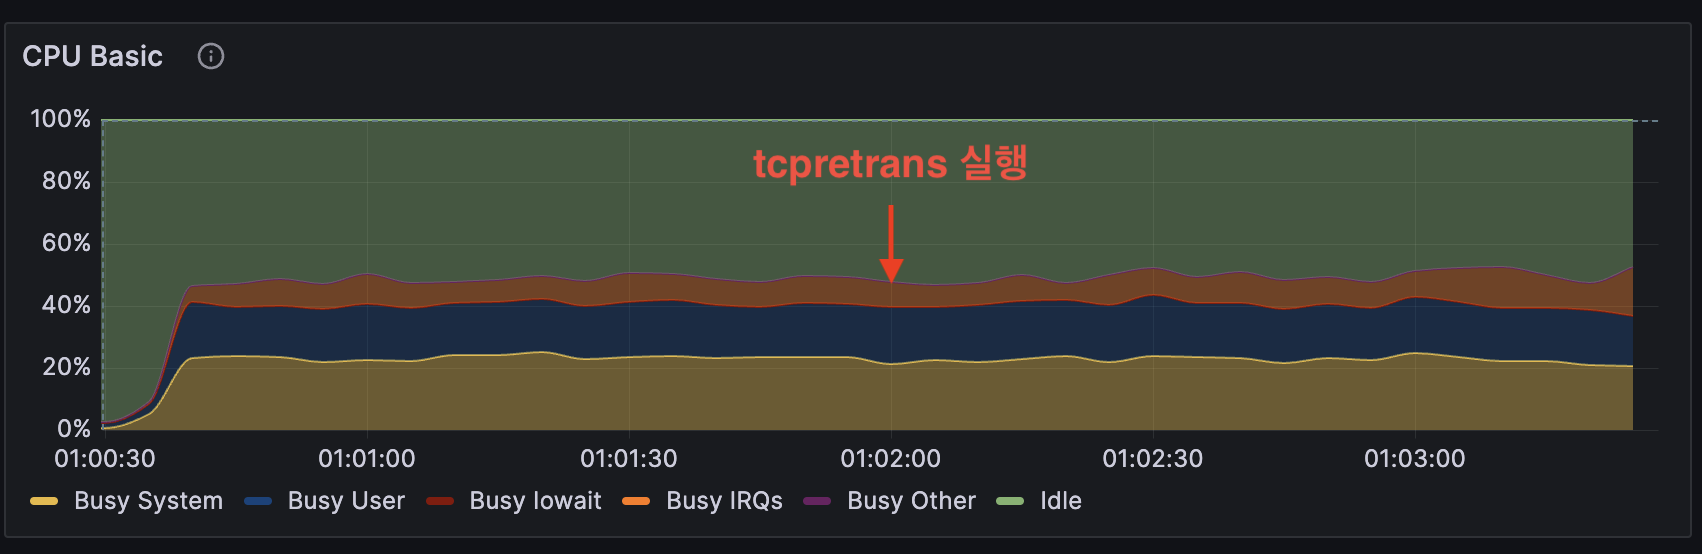 CPU Basic
100%
tcpretrans 실행
80%
60%
40%
20%
0%
01:00:30 01:01:00 01:01:30 01:02:00 01:02:30 01:03:00
Busy System Busy User Busy Iowait Busy IRQs Busy Other Idle